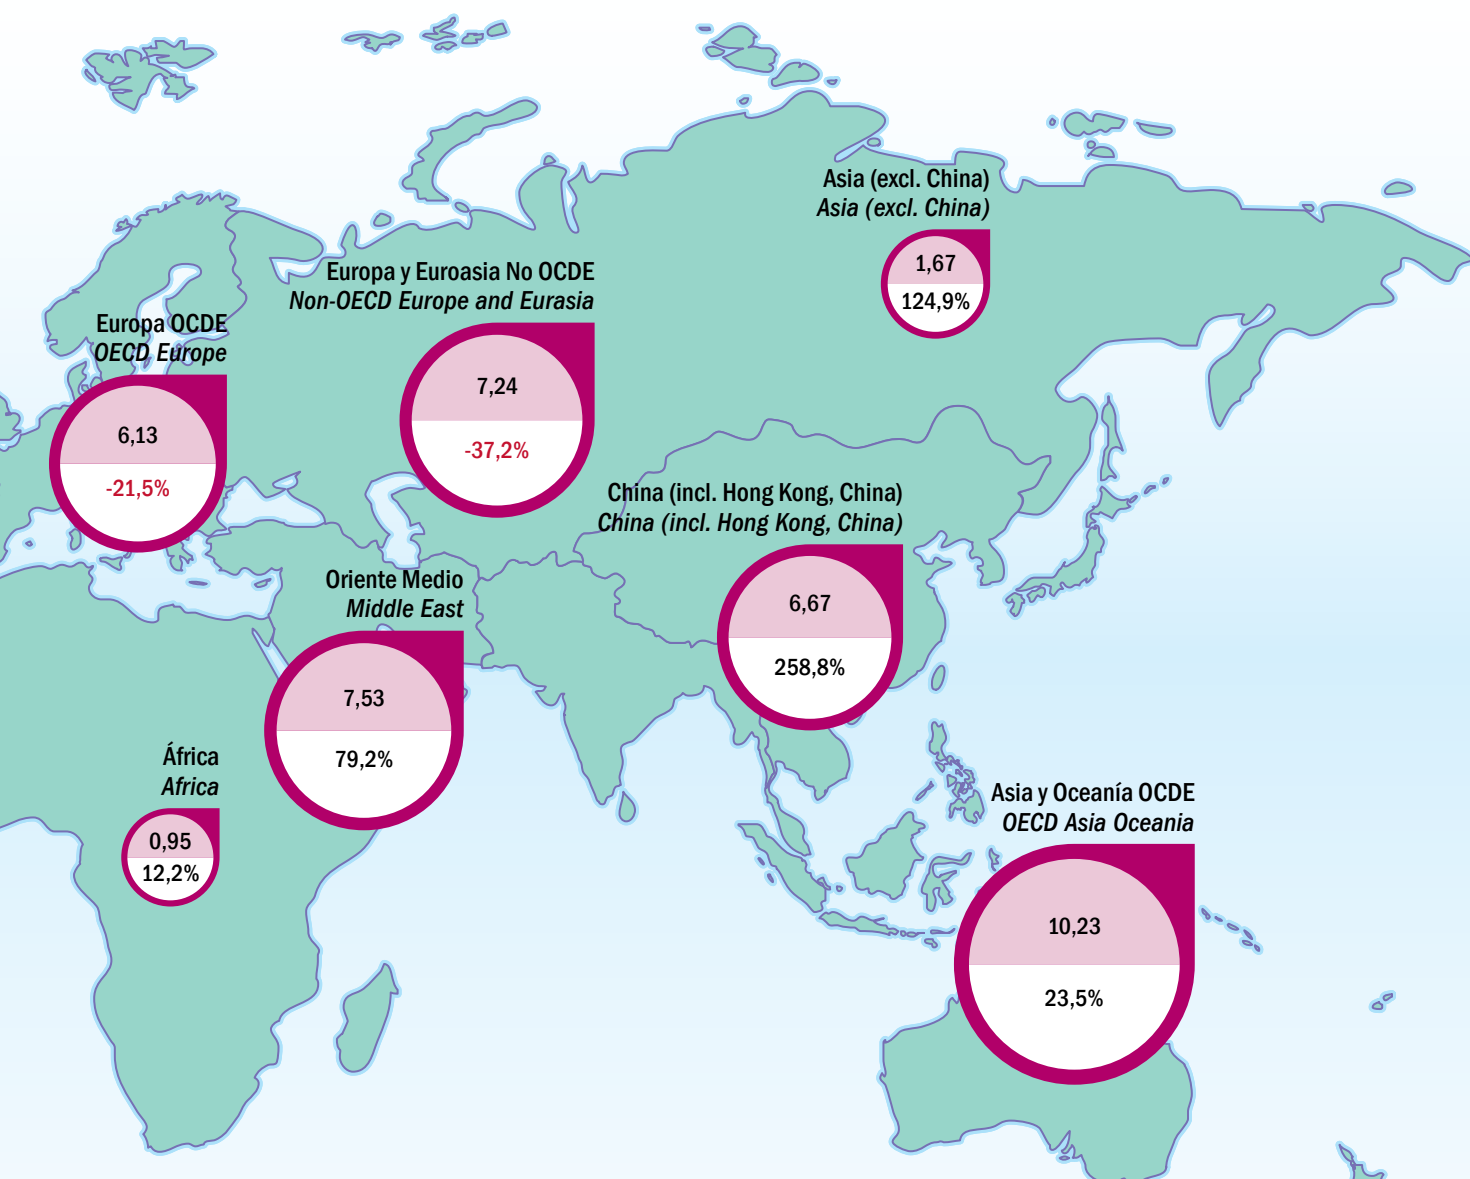 Asia (excl. China)
Asia (excl. China)
1,67
124,9%
Europa y Euroasia No OCDE
Non-OECD Europe and Eurasia
7,24
-37,2%
Europa OCDE
OECD Europe
6,13
-21,5%
China (incl. Hong Kong, China)
China (incl. Hong Kong, China)
6,67
258,8%
Oriente Medio
Middle East
7,53
79,2%
África
Africa
0,95
12,2%
Asia y Oceanía OCDE
OECD Asia Oceania
10,23
23,5%